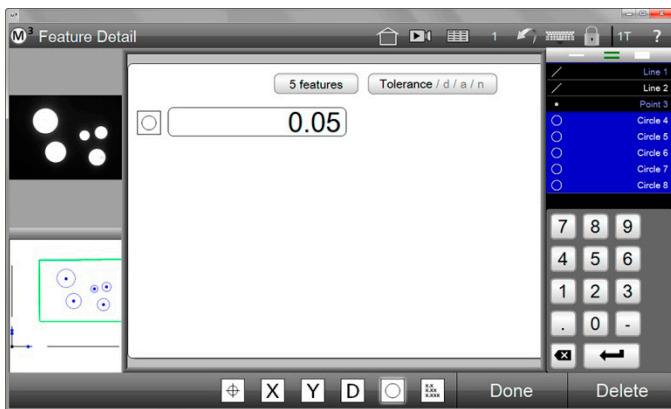 M³ Feature Detail
1
1T
?
5 features
Tolerance / d / a / n
0.05
Line 1
Line 2
Point 3
Circle 4
Circle 5
Circle 6
Circle 7
Circle 8
7 8 9
4 5 6
1 2 3
. 0 -
X Y D
X.X
X.XX
X.XXX
Done
Delete